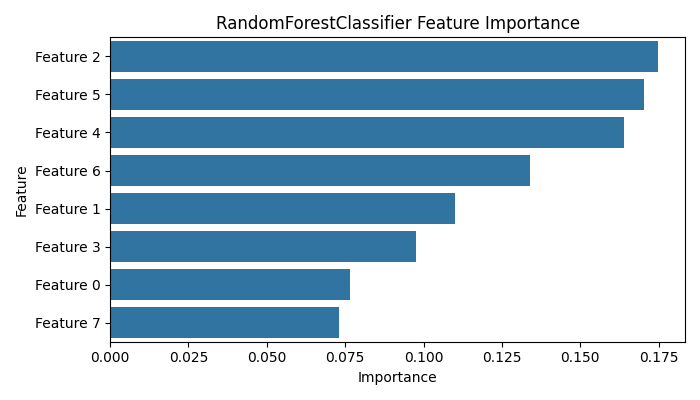 RandomForestClassifier Feature Importance
Feature 2
Feature 5
Feature 4
Feature 6
Feature 1
Feature 3
Feature 0
Feature 7
Feature
0.000 0.025 0.050 0.075 0.100 0.125 0.150 0.175
Importance